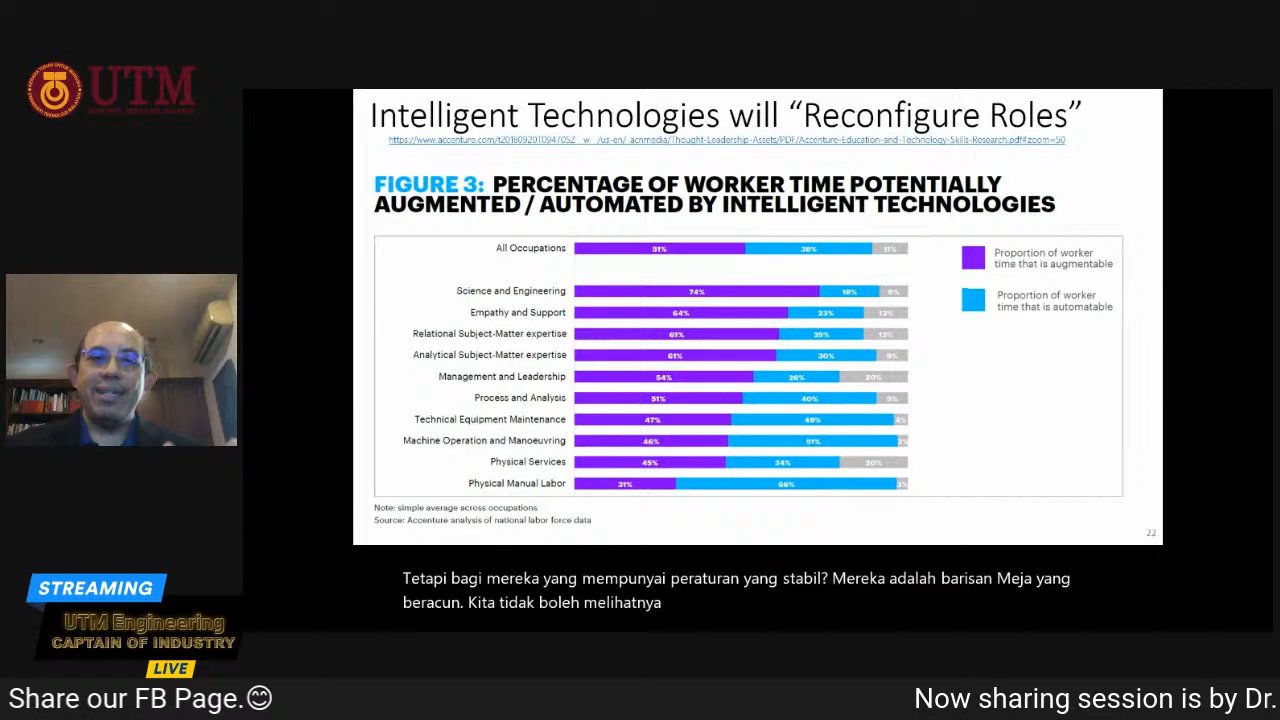 UTM
Intelligent Technologies will “Reconfigure Roles”
FIGURE 3: PERCENTAGE OF WORKER TIME POTENTIALLY
AUGMENTED / AUTOMATED BY INTELLIGENT TECHNOLOGIES
All Occupations 51% 38% 11%
Proportion of worker
time that is augmentable
Science and Engineering 74% 18% 8%
Proportion of worker
time that is automatable
Empathy and Support 64% 23% 13%
Relational Subject-Matter expertise 61% 25% 13%
Analytical Subject-Matter expertise 61% 30% 9%
Management and Leadership 54% 26% 20%
Process and Analysis 51% 40% 9%
Technical Equipment Maintenance 47% 49% 4%
Machine Operation and Manoeuvring 46% 51% 3%
Physical Services 45% 34% 20%
Physical Manual Labor 31% 66% 3%
Note: simple average across occupations
Source: Accenture analysis of national labor force data
22
Tetapi bagi mereka yang mempunyai peraturan yang stabil? Mereka adalah barisan Meja yang
beracun. Kita tidak boleh melihatnya
STREAMING
UTM Engineering
CAPTAIN OF INDUSTRY
LIVE
Share our FB Page.😊
Now sharing session is by Dr.